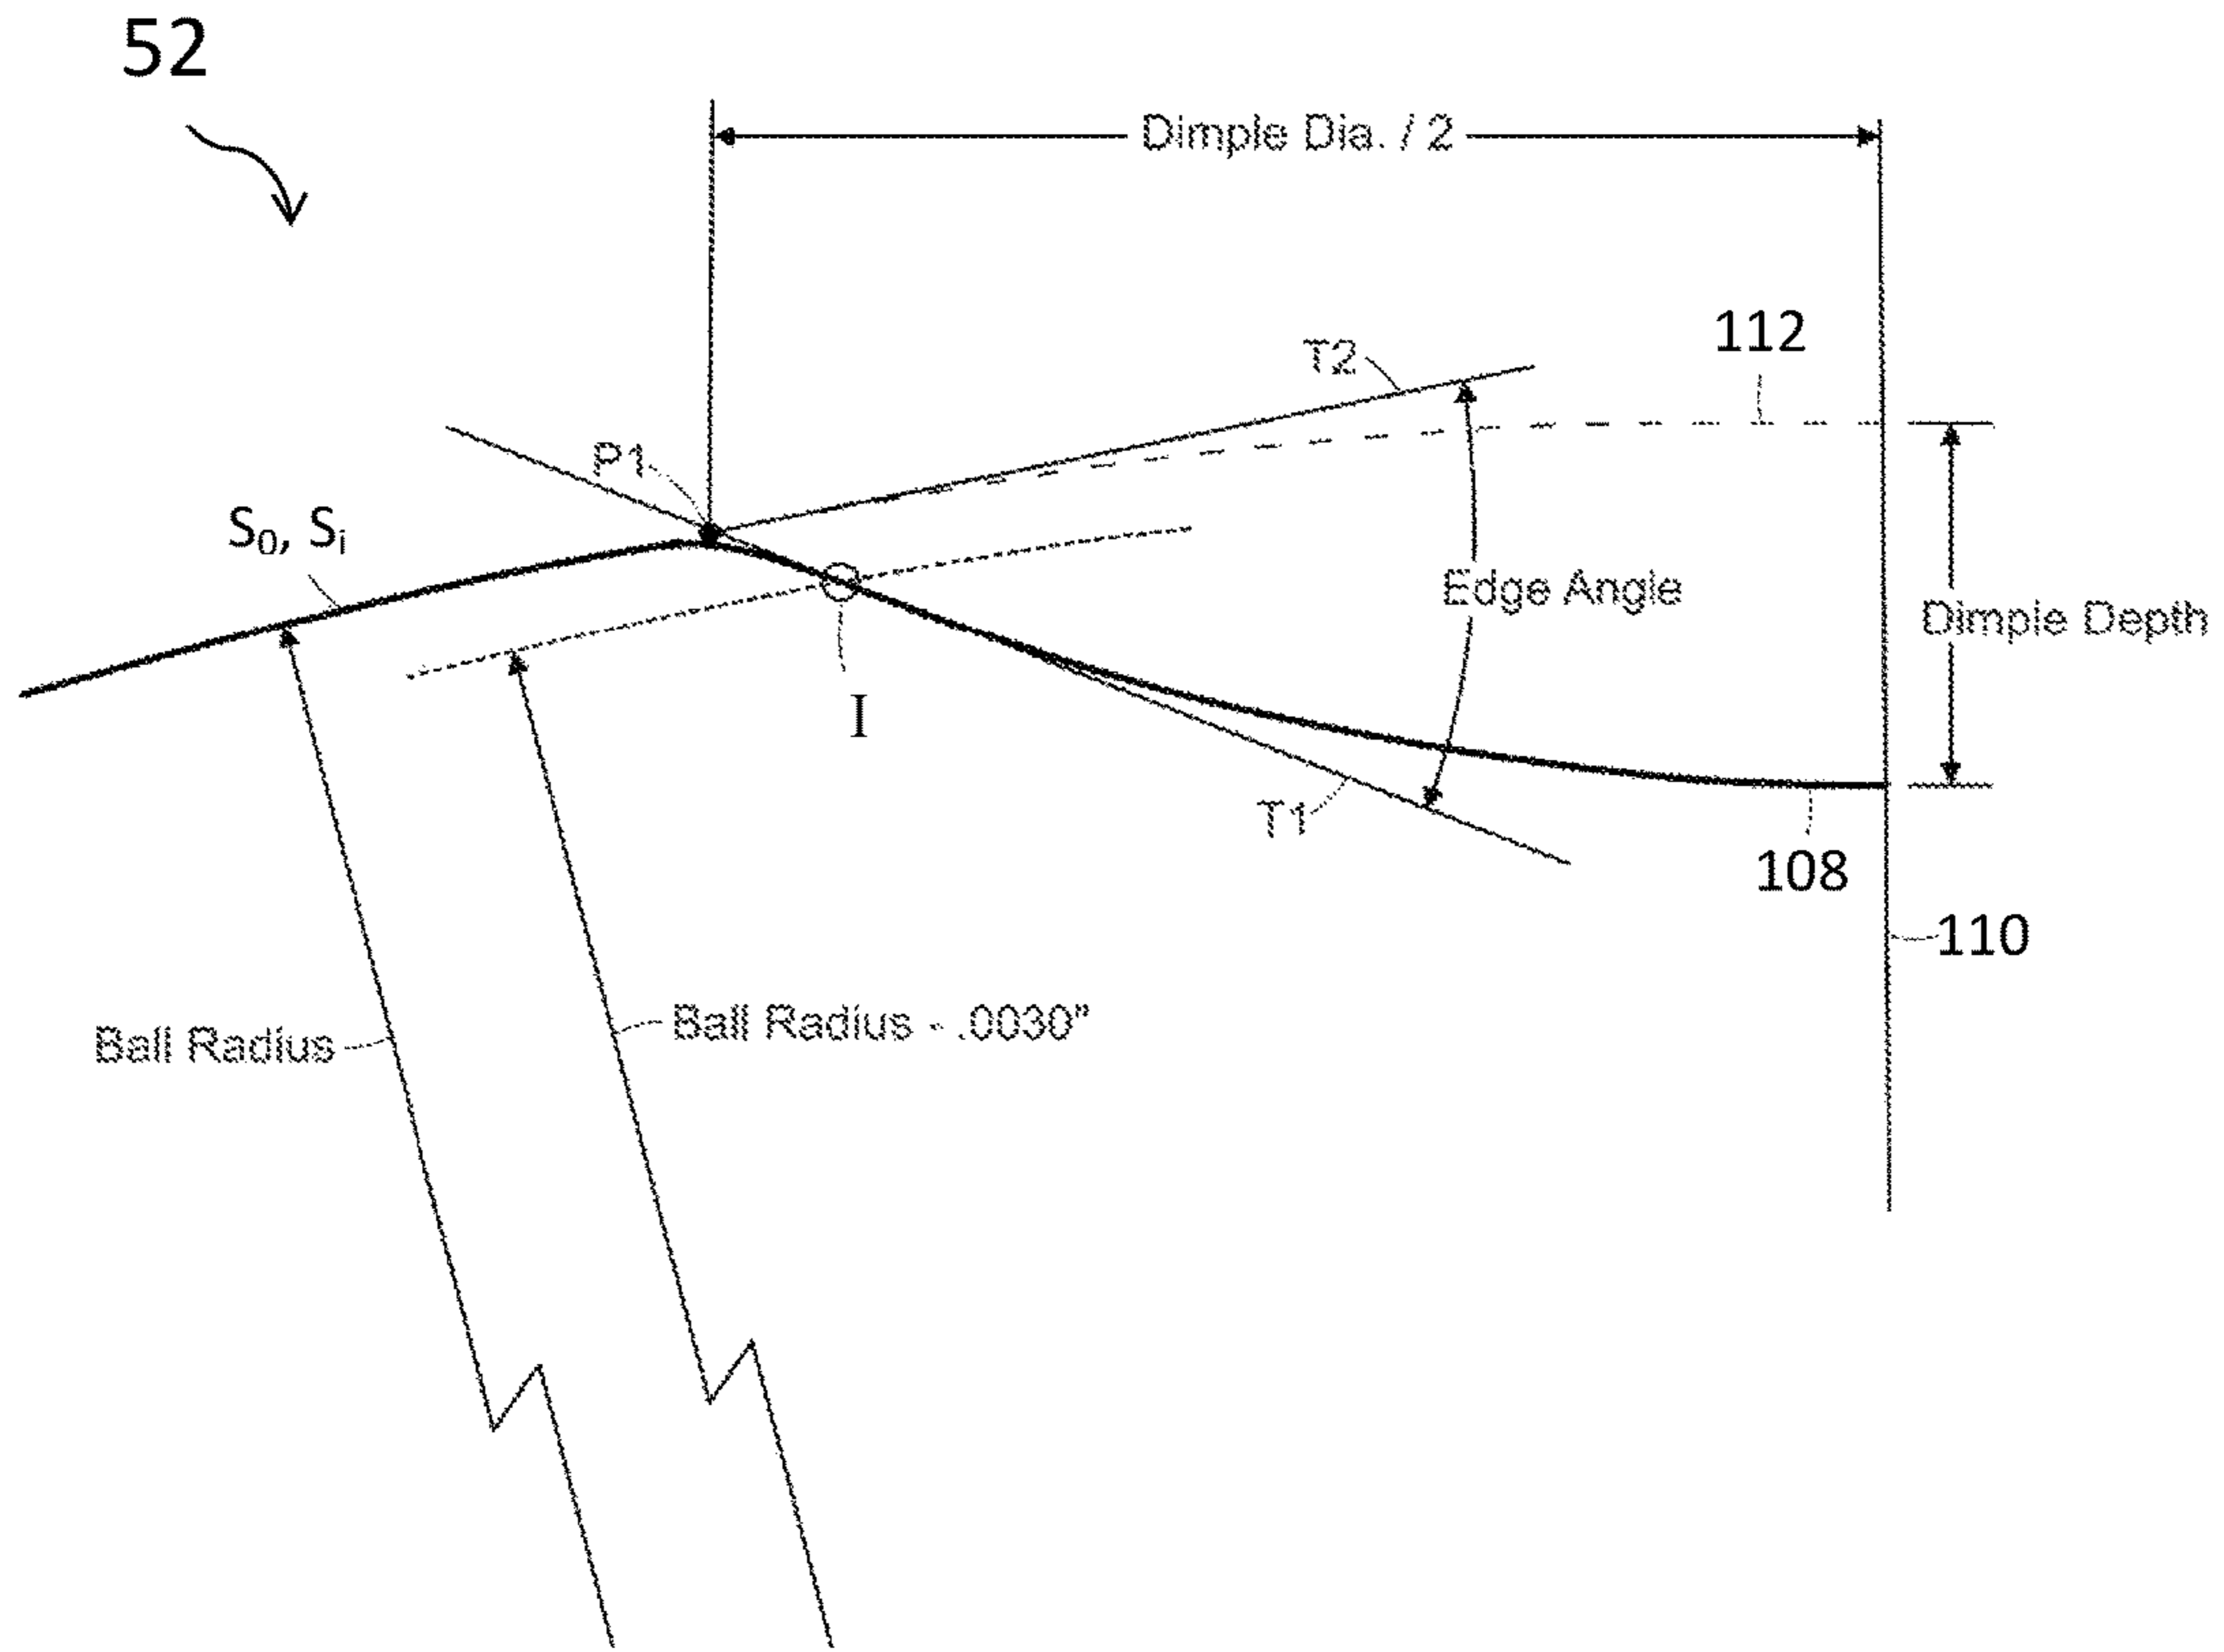 52
Dimple Dia. / 2
112
T2
P1
S₀, Sᵢ
Edge Angle
Dimple Depth
I
T1
108
110
Ball Radius - .0030"
Ball Radius